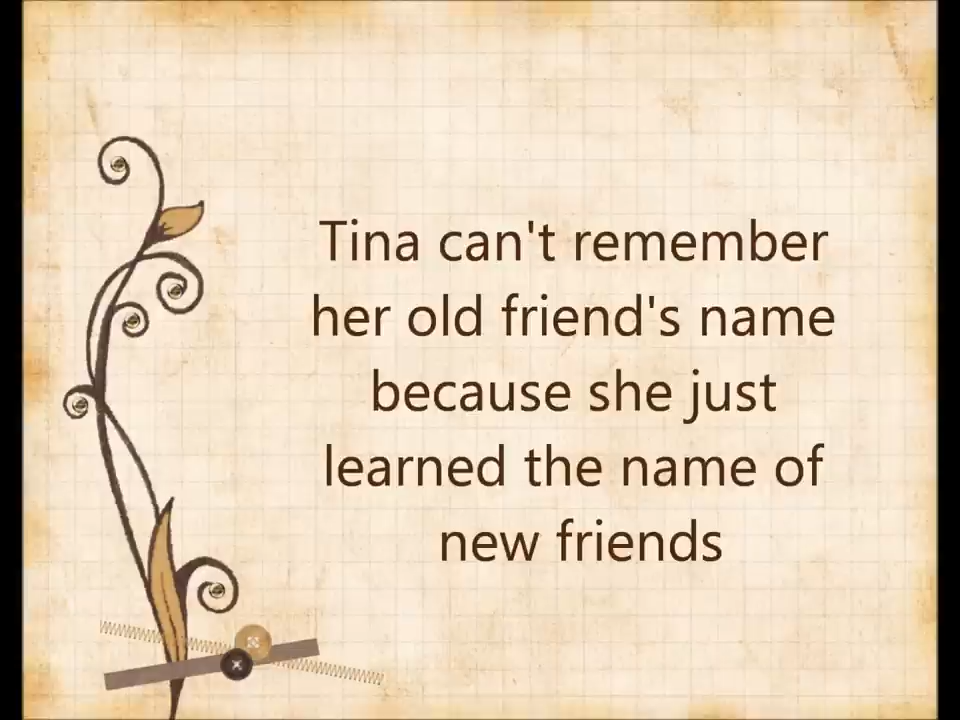 Tina can't remember
her old friend's name
because she just
learned the name of
new friends